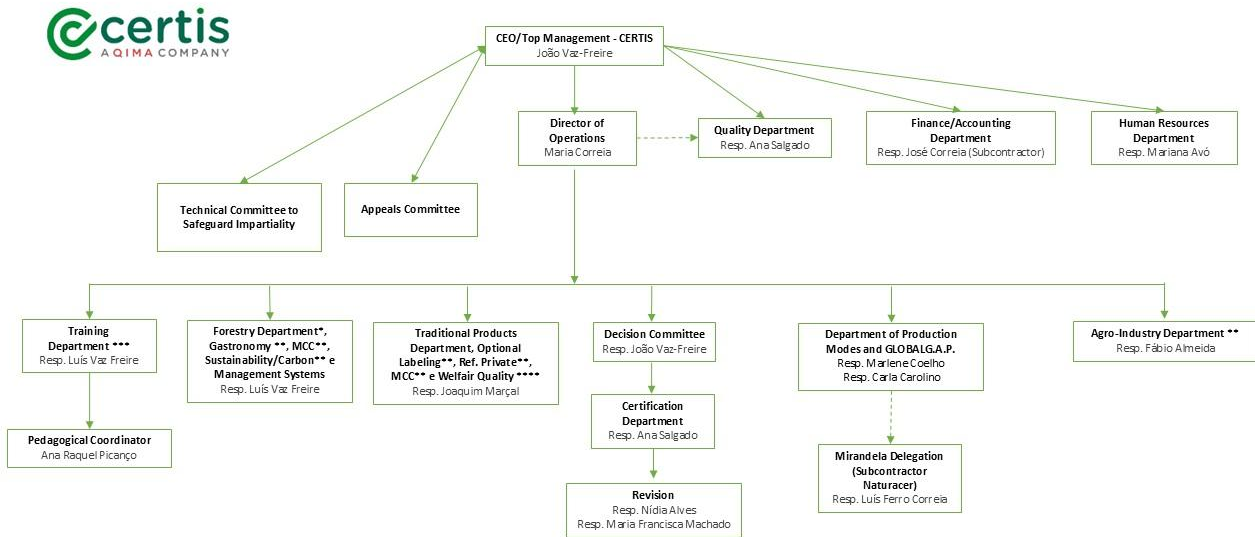 certis
A QIMA COMPANY
CEO/Top Management - CERTIS
João Vaz-Freire
Director of
Operations
Maria Correia
Quality Department
Resp. Ana Salgado
Finance/Accounting
Department
Resp. José Correia (Subcontractor)
Human Resources
Department
Resp. Mariana Avó
Technical Committee to
Safeguard Impartiality
Appeals Committee
Training
Department ***
Resp. Luís Vaz Freire
Forestry Department*,
Gastronomy **, MCC**,
Sustainability/Carbon** e
Management Systems
Resp. Luís Vaz Freire
Traditional Products
Department, Optional
Labeling**, Ref. Private**,
MCC** e Welfair Quality ****
Resp. Joaquim Marçal
Decision Committee
Resp. João Vaz-Freire
Department of Production
Modes and GLOBALG.A.P.
Resp. Marlene Coelho
Resp. Carla Carolino
Agro-Industry Department **
Resp. Fábio Almeida
Pedagogical Coordinator
Ana Raquel Picanço
Certification
Department
Resp. Ana Salgado
Mirandela Delegation
(Subcontractor
Naturacer)
Resp. Luís Ferro Correia
Revision
Resp. Nídia Alves
Resp. Maria Francisca Machado